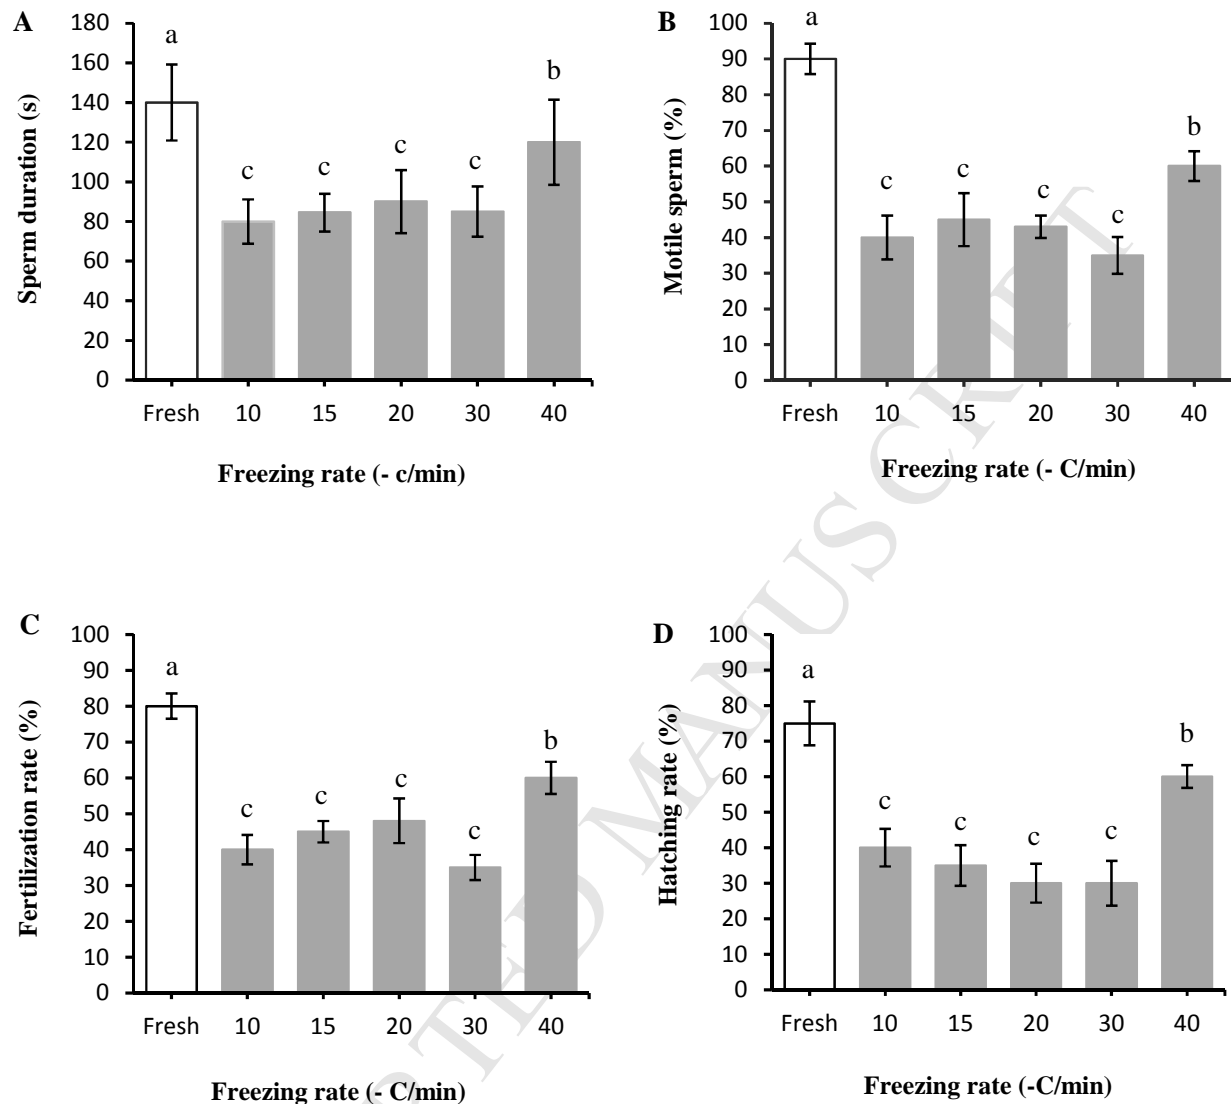 A
Sperm duration (s)
180
160
140
120
100
80
60
40
20
0
a
c
c
c
c
b
Fresh 10 15 20 30 40
Freezing rate (- c/min)
B
Motile sperm (%)
100
90
80
70
60
50
40
30
20
10
0
a
c
c
c
c
b
Fresh 10 15 20 30 40
Freezing rate (- C/min)
C
Fertilization rate (%)
100
90
80
70
60
50
40
30
20
10
0
a
c
c
c
c
b
Fresh 10 15 20 30 40
Freezing rate (- C/min)
D
Hatching rate (%)
100
90
80
70
60
50
40
30
20
10
0
a
c
c
c
c
b
Fresh 10 15 20 30 40
Freezing rate (-C/min)
PTED MANUSCRIPT